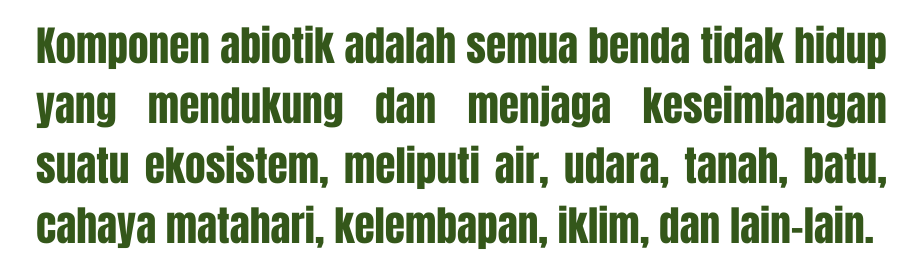 Komponen abiotik adalah semua benda tidak hidup
yang mendukung dan menjaga keseimbangan
suatu ekosistem, meliputi air, udara, tanah, batu,
cahaya matahari, kelembapan, iklim, dan lain-lain.